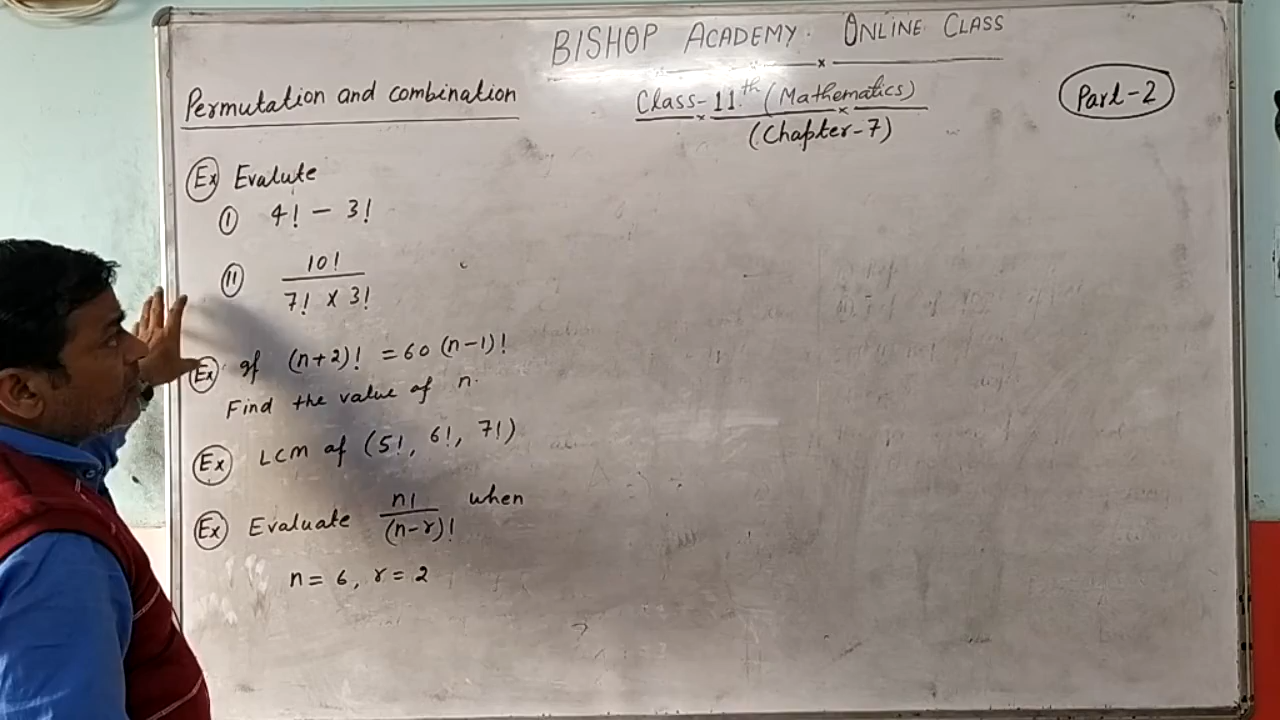 BISHOP ACADEMY. ONLINE CLASS
Permutation and combination
Class-11th (Mathematics)
(Chapter-7)
Part-2
Ex Evalute
I 4! - 3!
II 10! / 7! x 3!
Ex If (n+2)! = 60 (n-1)!
Find the value of n.
Ex LCM of (5!, 6!, 7!)
Ex Evaluate n! / (n-r)! when
n = 6, r = 2